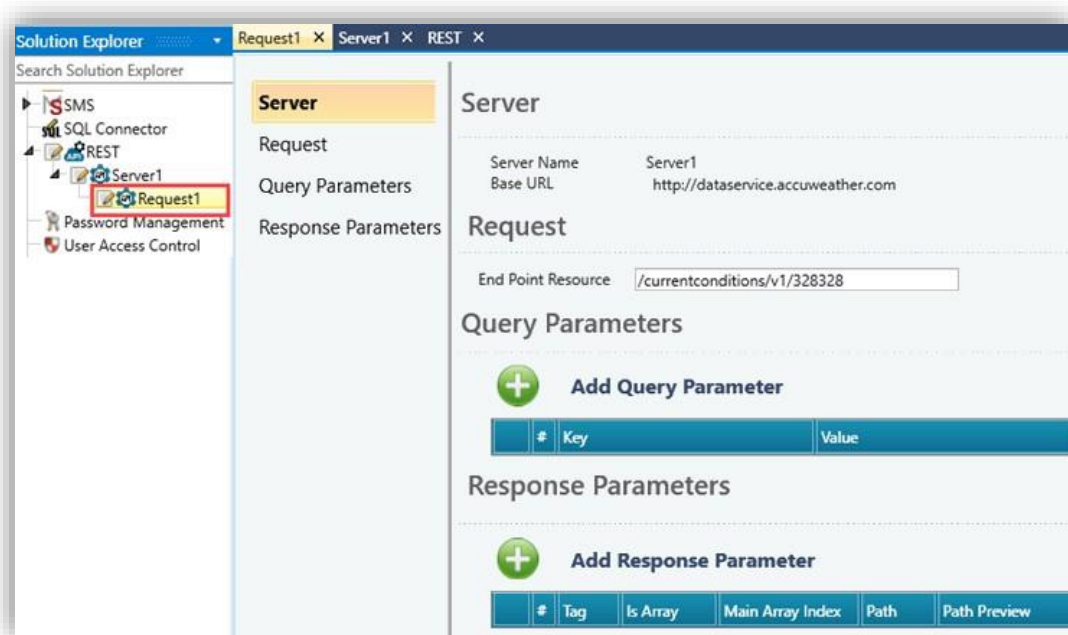 Solution Explorer
Request1 × Server1 × REST ×
Search Solution Explorer
SMS
SQL Connector
REST
Server1
Request1
Password Management
User Access Control
Server
Request
Query Parameters
Response Parameters
Server
Server Name Server1
Base URL http://dataservice.accuweather.com
Request
End Point Resource /currentconditions/v1/328328
Query Parameters
Add Query Parameter
# Key Value
Response Parameters
Add Response Parameter
# Tag Is Array Main Array Index Path Path Preview